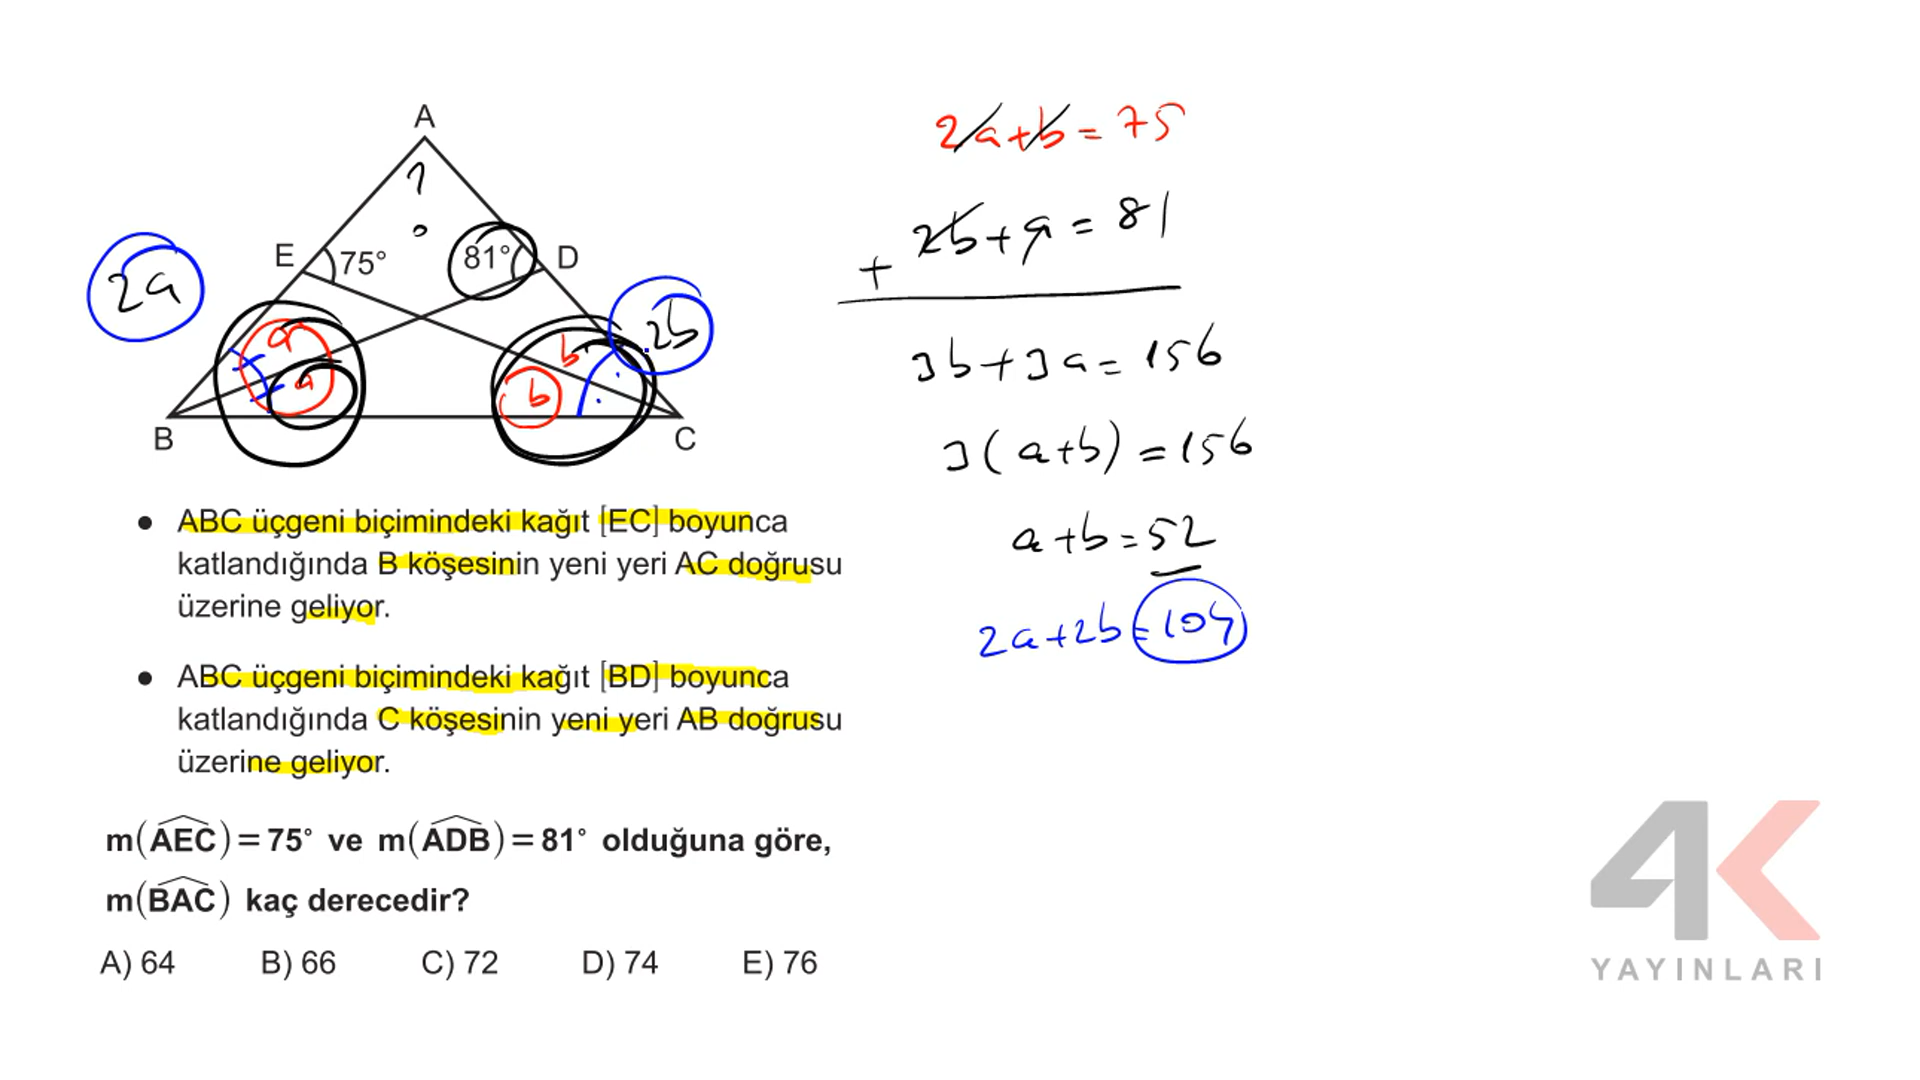 A
?
E 75° 81° D
2a
2b
a b
a b
B C
2a+b=75
+ 2b+a=81
3b+3a=156
3(a+b)=156
a+b=52
2a+2b=104
● ABC üçgeni biçimindeki kağıt [EC] boyunca
katlandığında B köşesinin yeni yeri AC doğrusu
üzerine geliyor.
● ABC üçgeni biçimindeki kağıt [BD] boyunca
katlandığında C köşesinin yeni yeri AB doğrusu
üzerine geliyor.
m(AEC) = 75° ve m(ADB) = 81° olduğuna göre,
m(BAC) kaç derecedir?
A) 64 B) 66 C) 72 D) 74 E) 76
4K
YAYINLARI